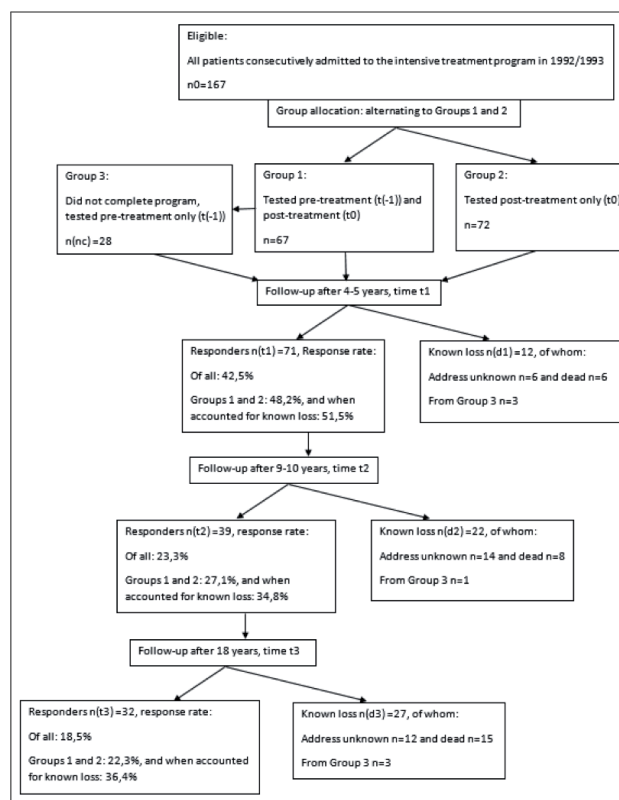 Eligible:
All patients consecutively admitted to the intensive treatment program in 1992/1993
n0=167
Group allocation: alternating to Groups 1 and 2
Group 3:
Did not complete program,
tested pre-treatment only (t(-1))
n(nc) =28
Group 1:
Tested pre-treatment (t(-1)) and
post-treatment (t0)
n=67
Group 2:
Tested post-treatment only (t0)
n=72
Follow-up after 4-5 years, time t1
Responders n(t1) =71, Response rate:
Of all: 42,5%
Groups 1 and 2: 48,2%, and when
accounted for known loss: 51,5%
Known loss n(d1) =12, of whom:
Address unknown n=6 and dead n=6
From Group 3 n=3
Follow-up after 9-10 years, time t2
Responders n(t2) =39, response rate:
Of all: 23,3%
Groups 1 and 2: 27,1%, and when
accounted for known loss: 34,8%
Known loss n(d2) =22, of whom:
Address unknown n=14 and dead n=8
From Group 3 n=1
Follow-up after 18 years, time t3
Responders n(t3) =32, response rate:
Of all: 18,5%
Groups 1 and 2: 22,3%, and when accounted
for known loss: 36,4%
Known loss n(d3) =27, of whom:
Address unknown n=12 and dead n=15
From Group 3 n=3